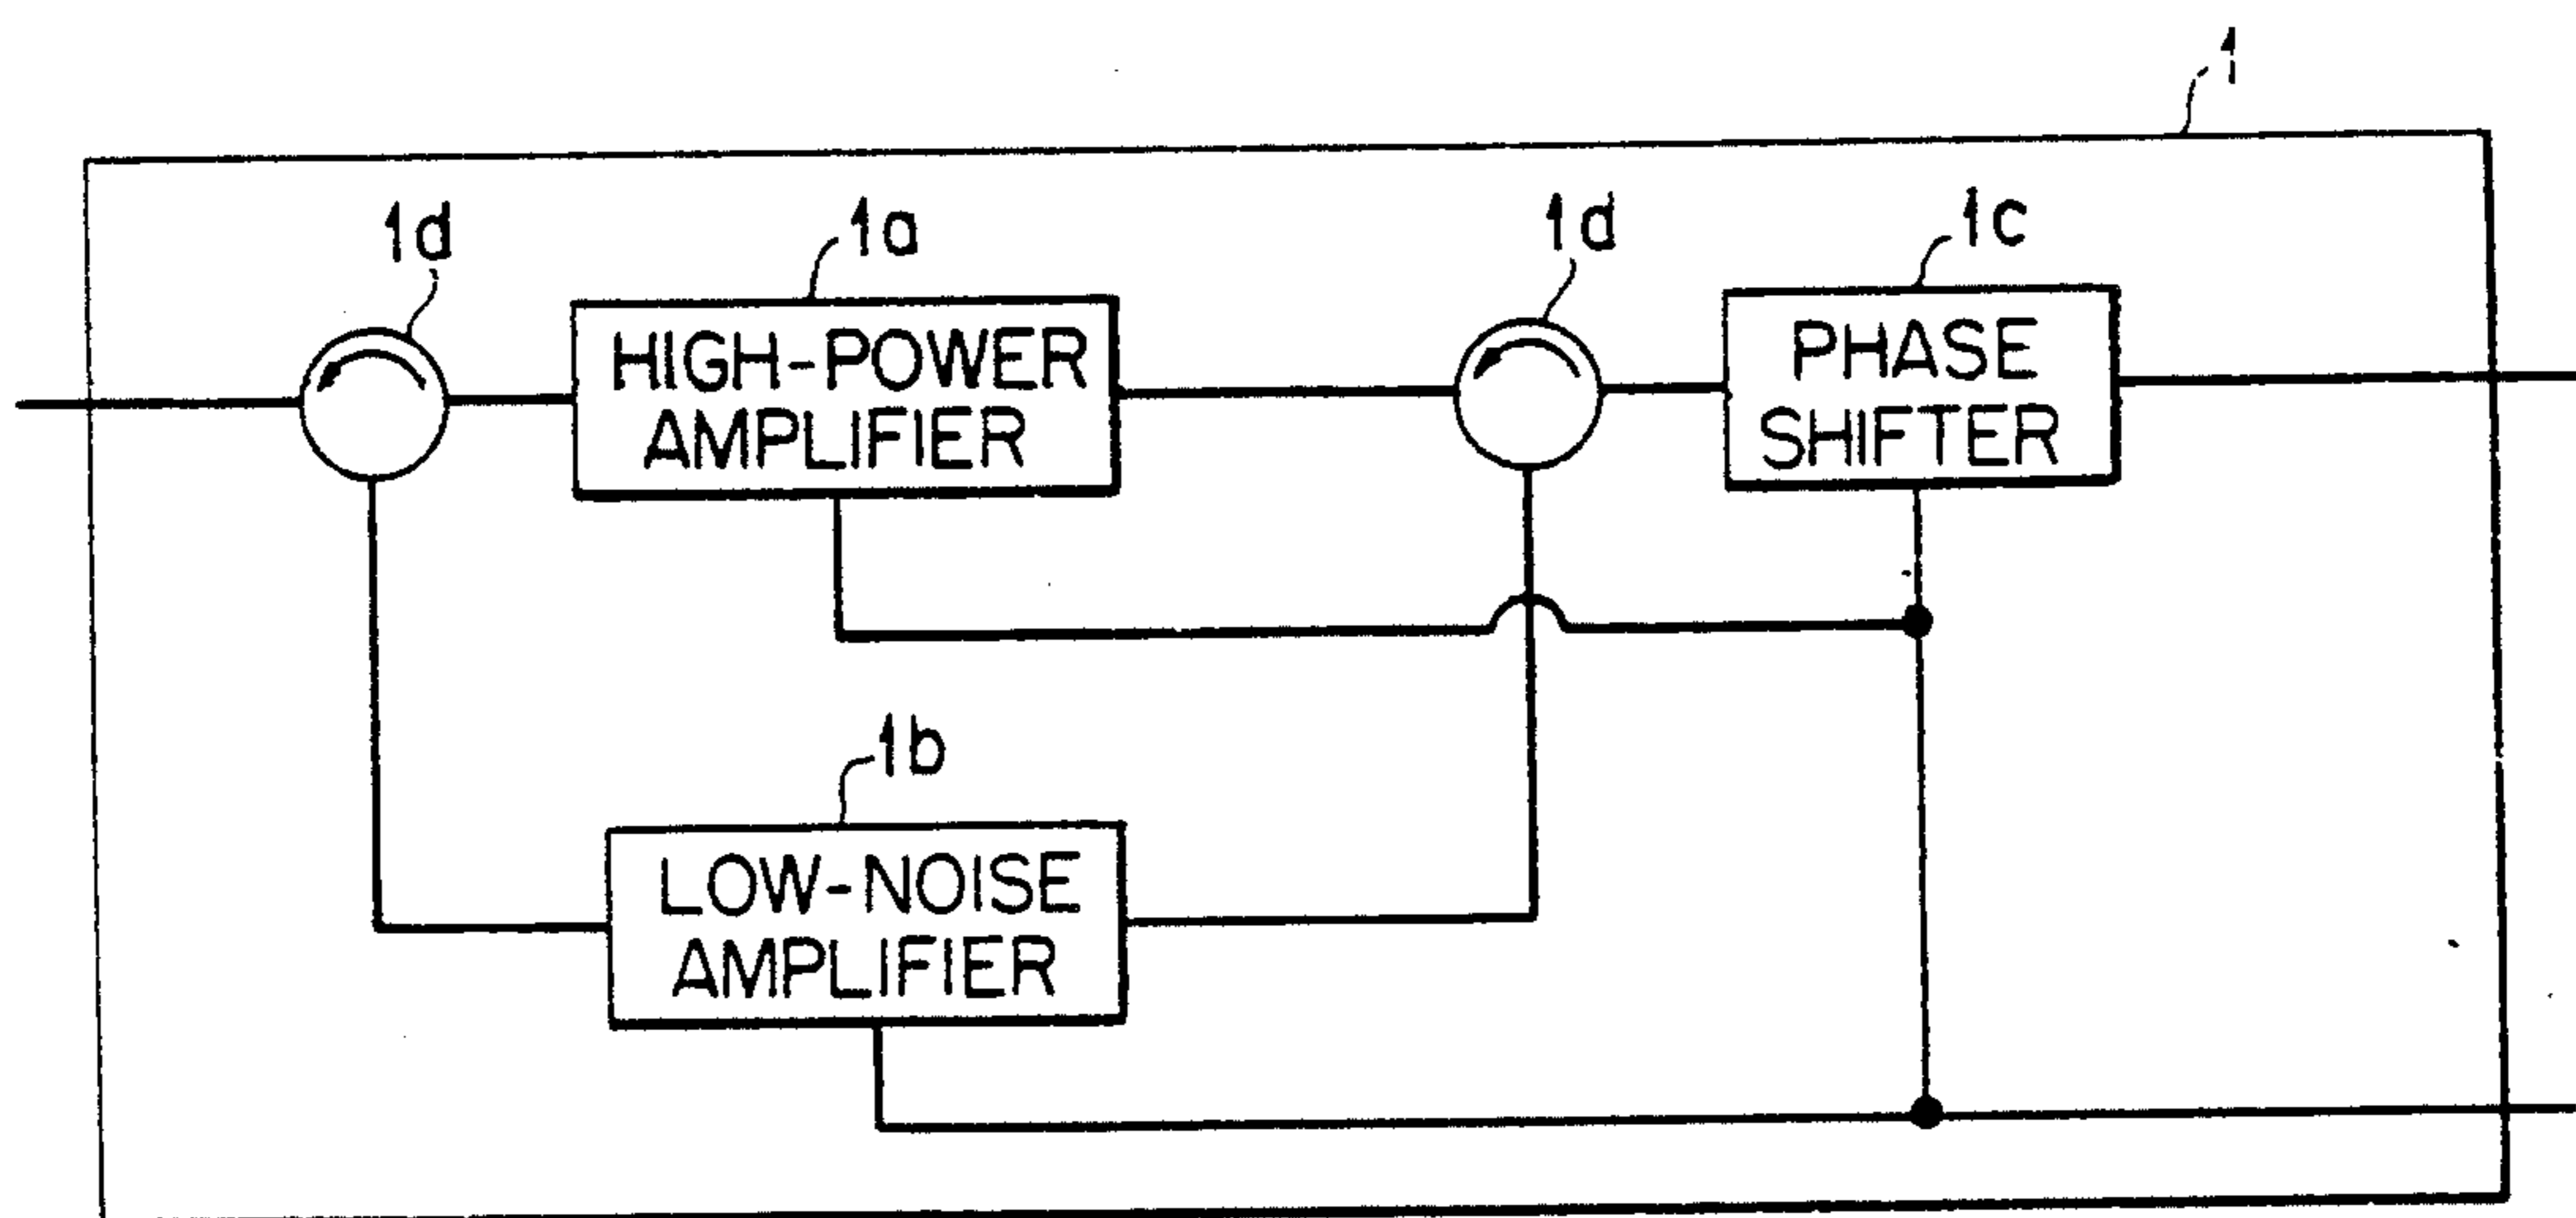 1
1d
1a
1d
1c
HIGH-POWER
AMPLIFIER
PHASE
SHIFTER
1b
LOW-NOISE
AMPLIFIER